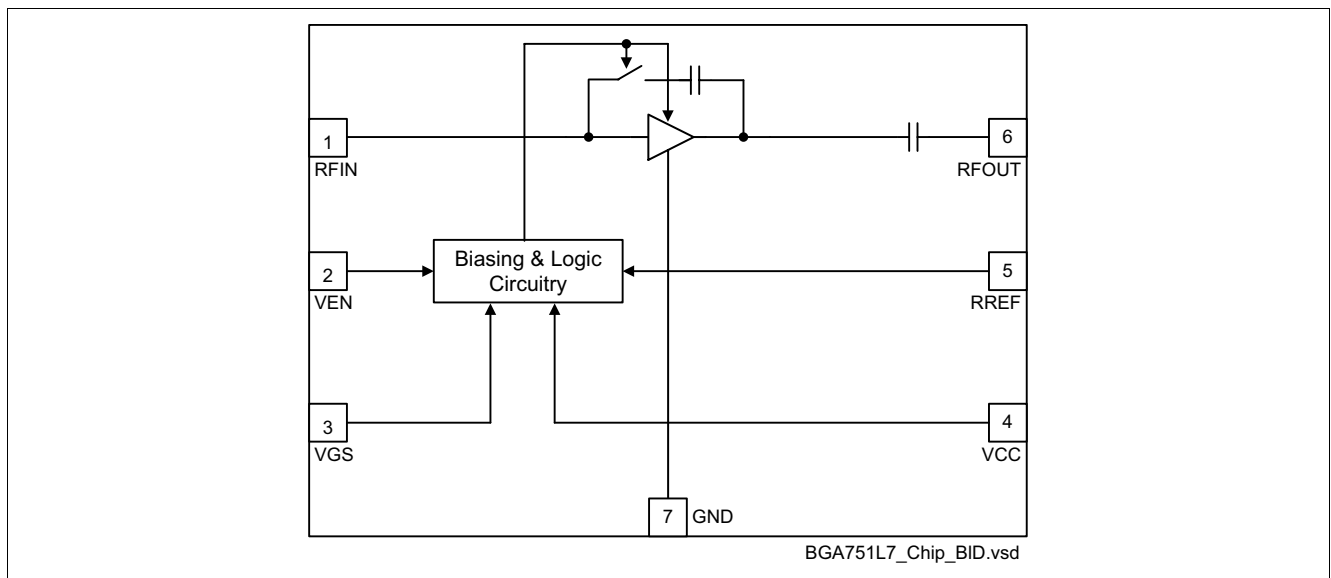 1
RFIN
6
RFOUT
Biasing & Logic
Circuitry
2
VEN
5
RREF
3
VGS
4
VCC
7
GND
BGA751L7_Chip_BID.vsd